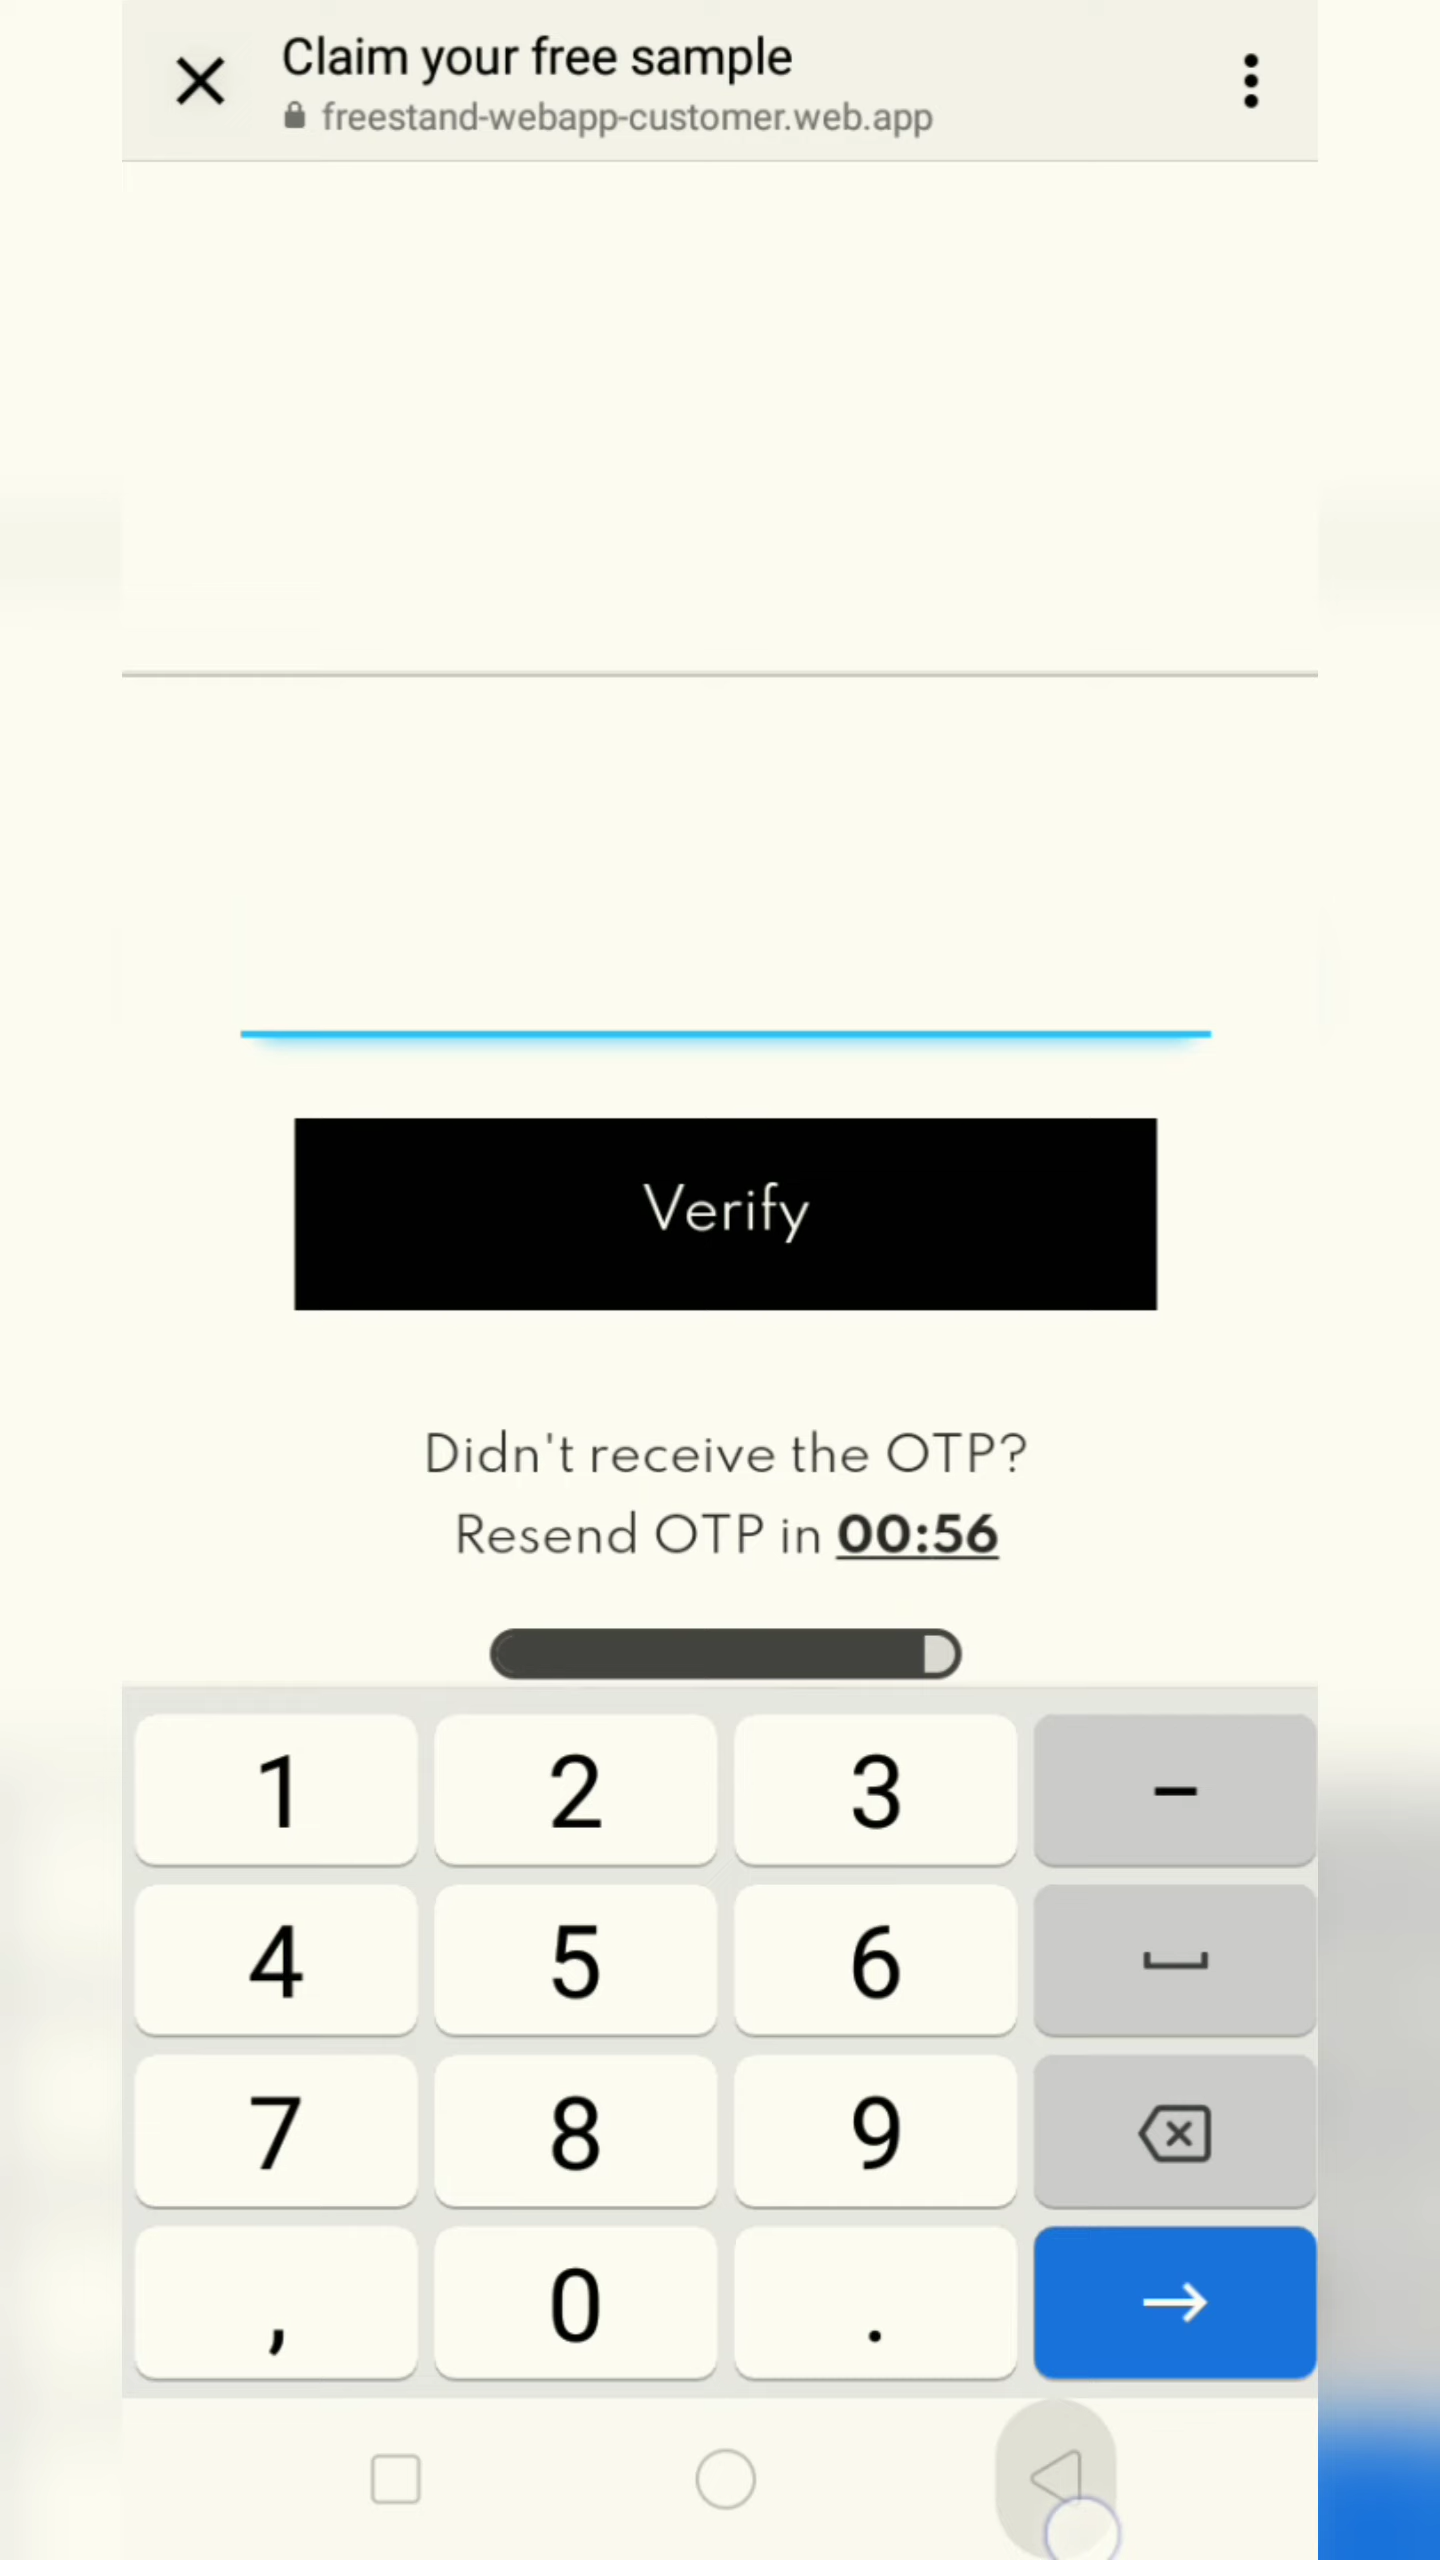 Claim your free sample
freestand-webapp-customer.web.app
Verify
Didn't receive the OTP?
Resend OTP in 00:56
1 2 3 –
4 5 6
7 8 9
, 0 .